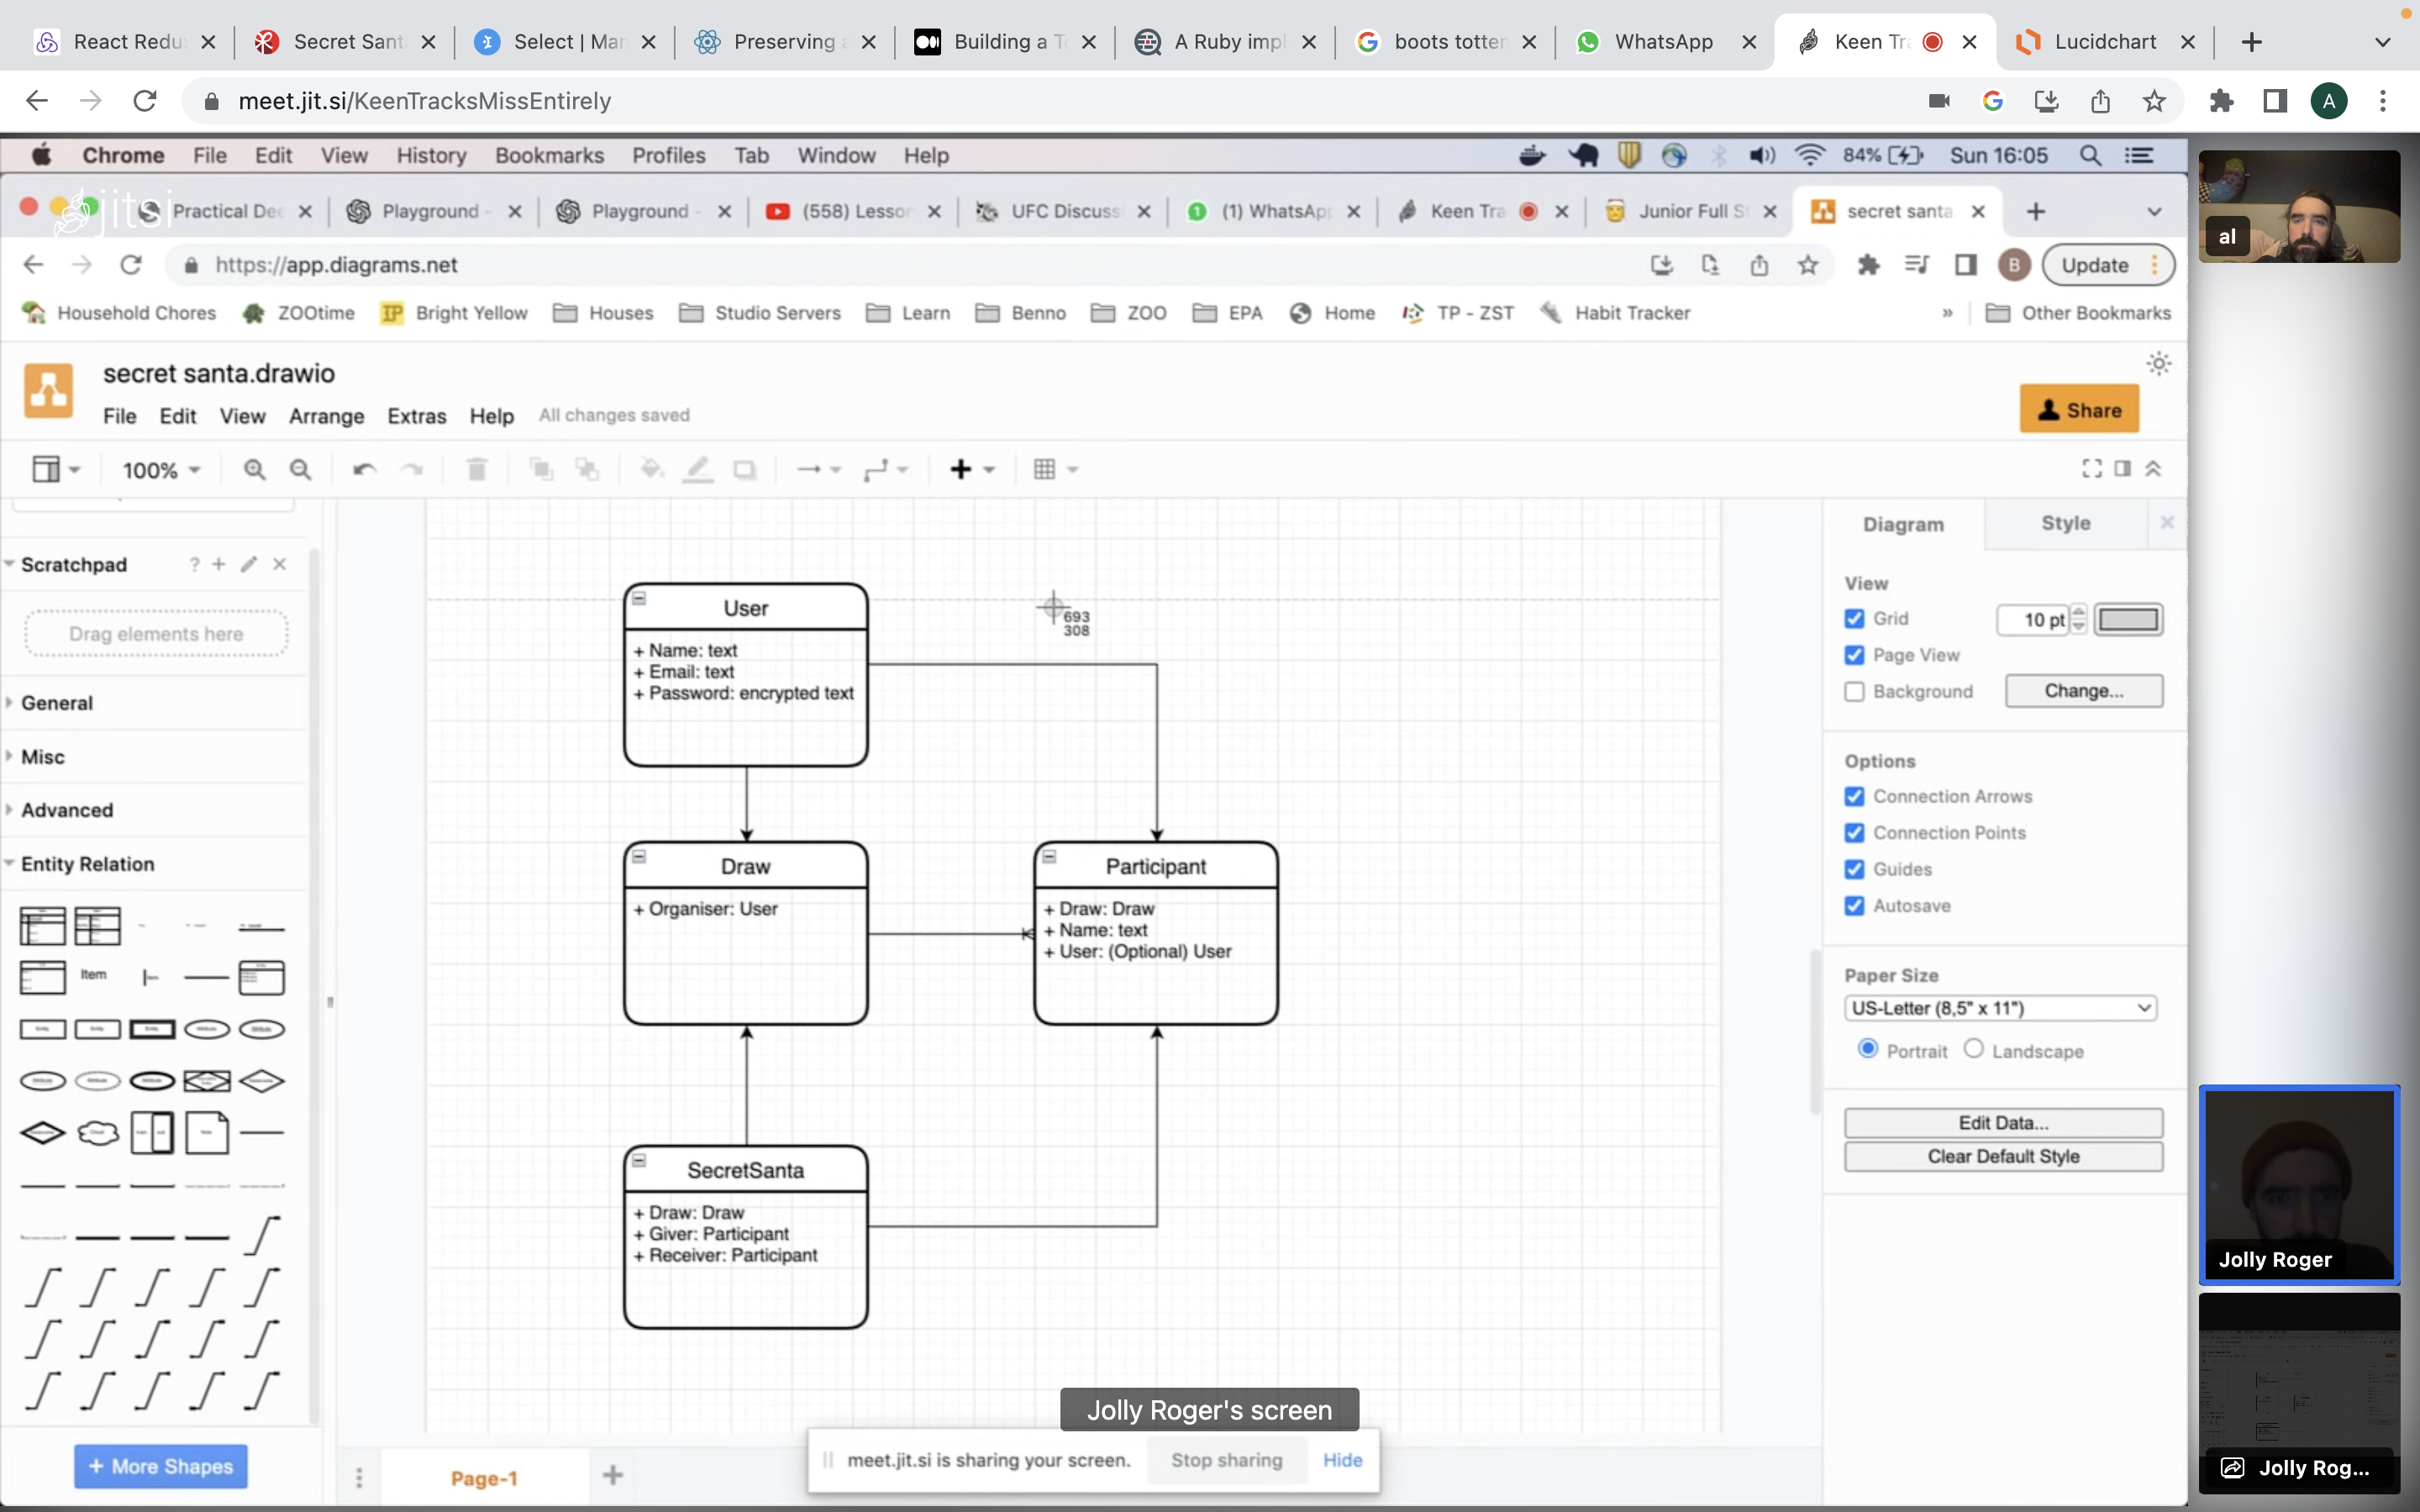 React Redu
Secret Sant
Select | Mar
Preserving a
Building a To
A Ruby impl
boots totter
WhatsApp
Keen Tr
Lucidchart
meet.jit.si/KeenTracksMissEntirely
A
Chrome File Edit View History Bookmarks Profiles Tab Window Help
84%
Sun 16:05
jitsi
Practical Dee
Playground -
Playground -
(558) Lesson
UFC Discuss
(1) WhatsApp
Keen Tra
Junior Full S
secret santa
https://app.diagrams.net
B
Update
Household Chores
ZOOtime
IP Bright Yellow
Houses
Studio Servers
Learn
Benno
ZOO
EPA
Home
TP - ZST
Habit Tracker
»
Other Bookmarks
secret santa.drawio
File Edit View Arrange Extras Help All changes saved
Share
100%
Scratchpad
?
Drag elements here
General
Misc
Advanced
Entity Relation
Item
+ More Shapes
User
+ Name: text
+ Email: text
+ Password: encrypted text
693
308
Draw
+ Organiser: User
Participant
+ Draw: Draw
+ Name: text
+ User: (Optional) User
SecretSanta
+ Draw: Draw
+ Giver: Participant
+ Receiver: Participant
Diagram
Style
View
Grid
10 pt
Page View
Background
Change...
Options
Connection Arrows
Connection Points
Guides
Autosave
Paper Size
US-Letter (8,5" x 11")
Portrait
Landscape
Edit Data...
Clear Default Style
Page-1
Jolly Roger's screen
meet.jit.si is sharing your screen.
Stop sharing
Hide
al
Jolly Roger
Jolly Rog...